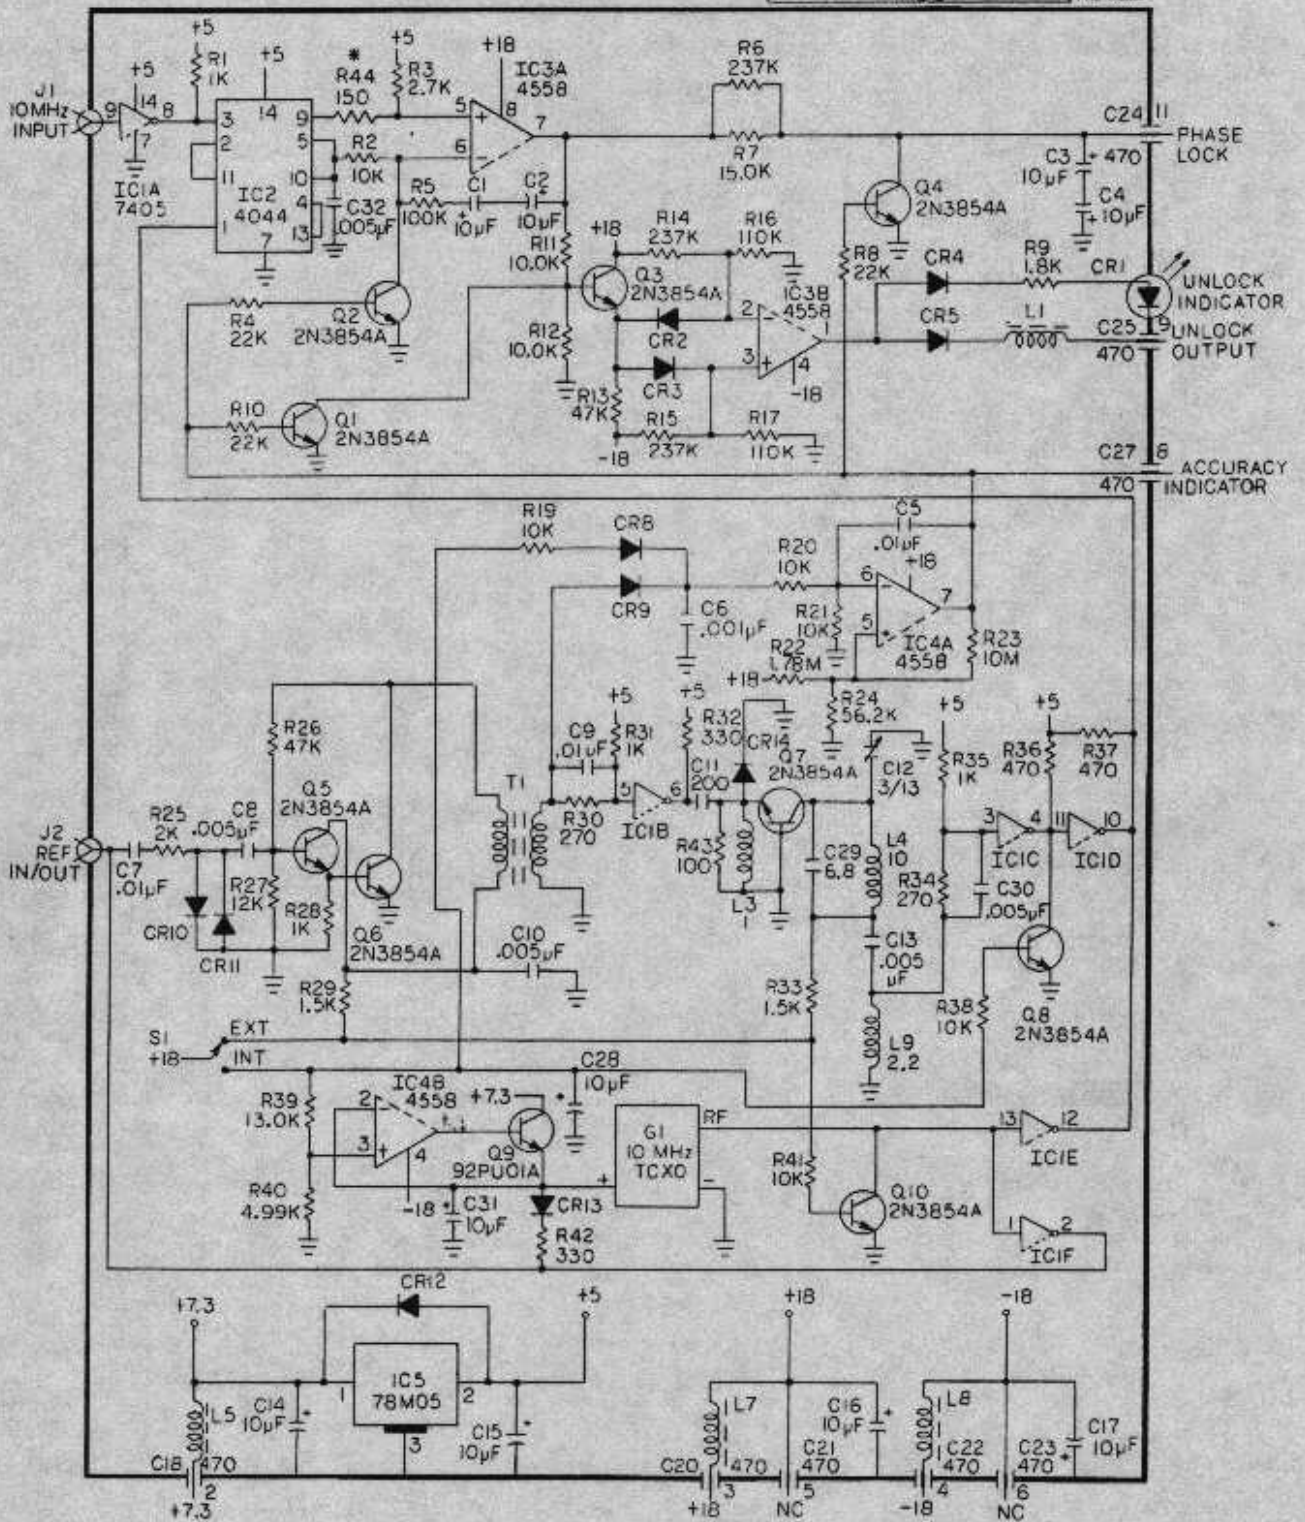 J1
10MHz
INPUT
9
+5
14
8
7
IC1A
7405
+5
R1
1K
+5
3
14
9
2
5
11
10
IC2
4044
4
1
7
13
*
R44
150
+5
R3
2.7K
R2
10K
C32
.005µF
+18
IC3A
4558
5
+
8
7
6
-
R5
100K
C1
10µF
+
C2
10µF
+
R6
237K
R7
15.0K
C24
11
PHASE
LOCK
470
C3
10µF
+
C4
10µF
+
Q4
2N3854A
R8
22K
R11
10.0K
R12
10.0K
+18
Q3
2N3854A
R14
237K
R16
110K
IC3B
4558
2
-
1
3
+
4
-18
CR2
CR3
R13
47K
-18
R15
237K
R17
110K
CR4
CR5
R9
1.8K
CR1
UNLOCK
INDICATOR
L1
C25
9
470
UNLOCK
OUTPUT
R4
22K
Q2
2N3854A
R10
22K
Q1
2N3854A
C27
8
470
ACCURACY
INDICATOR
R19
10K
CR8
CR9
C6
.001µF
R20
10K
R21
10K
C5
.01µF
+18
6
-
7
5
+
IC4A
4558
R23
10M
R22
1.78M
+18
R24
56.2K
R26
47K
Q5
2N3854A
J2
REF
IN/OUT
C7
.01µF
R25
2K
C8
.005µF
CR10
CR11
R27
12K
R28
1K
Q6
2N3854A
R29
1.5K
T1
C10
.005µF
C9
.01µF
+5
R31
1K
R30
270
5
6
IC1B
+5
R32
330
C11
200
CR14
R43
100
L3
1
Q7
2N3854A
C12
3/13
C29
6.8
L4
10
C13
.005
µF
R33
1.5K
L9
2.2
+5
R35
1K
R34
270
C30
.005µF
3
4
IC1C
+5
R36
470
R37
470
11
10
IC1D
R38
10K
Q8
2N3854A
S1
+18
EXT
INT
R39
13.0K
R40
4.99K
IC4B
4558
2
-
3
+
4
-18
+7.3
Q9
92PU01A
C28
10µF
+
C31
10µF
+
CR13
R42
330
G1
10 MHz
TCXO
RF
+
-
R41
10K
Q10
2N3854A
13
12
IC1E
1
2
IC1F
+7.3
CR12
+5
IC5
78M05
1
2
3
L5
C14
10µF
+
C15
10µF
+
C18
470
2
+7.3
+18
L7
C16
10µF
+
C20
470
3
+18
C21
470
5
NC
-18
L8
C17
10µF
+
C22
470
4
-18
C23
470
6
NC